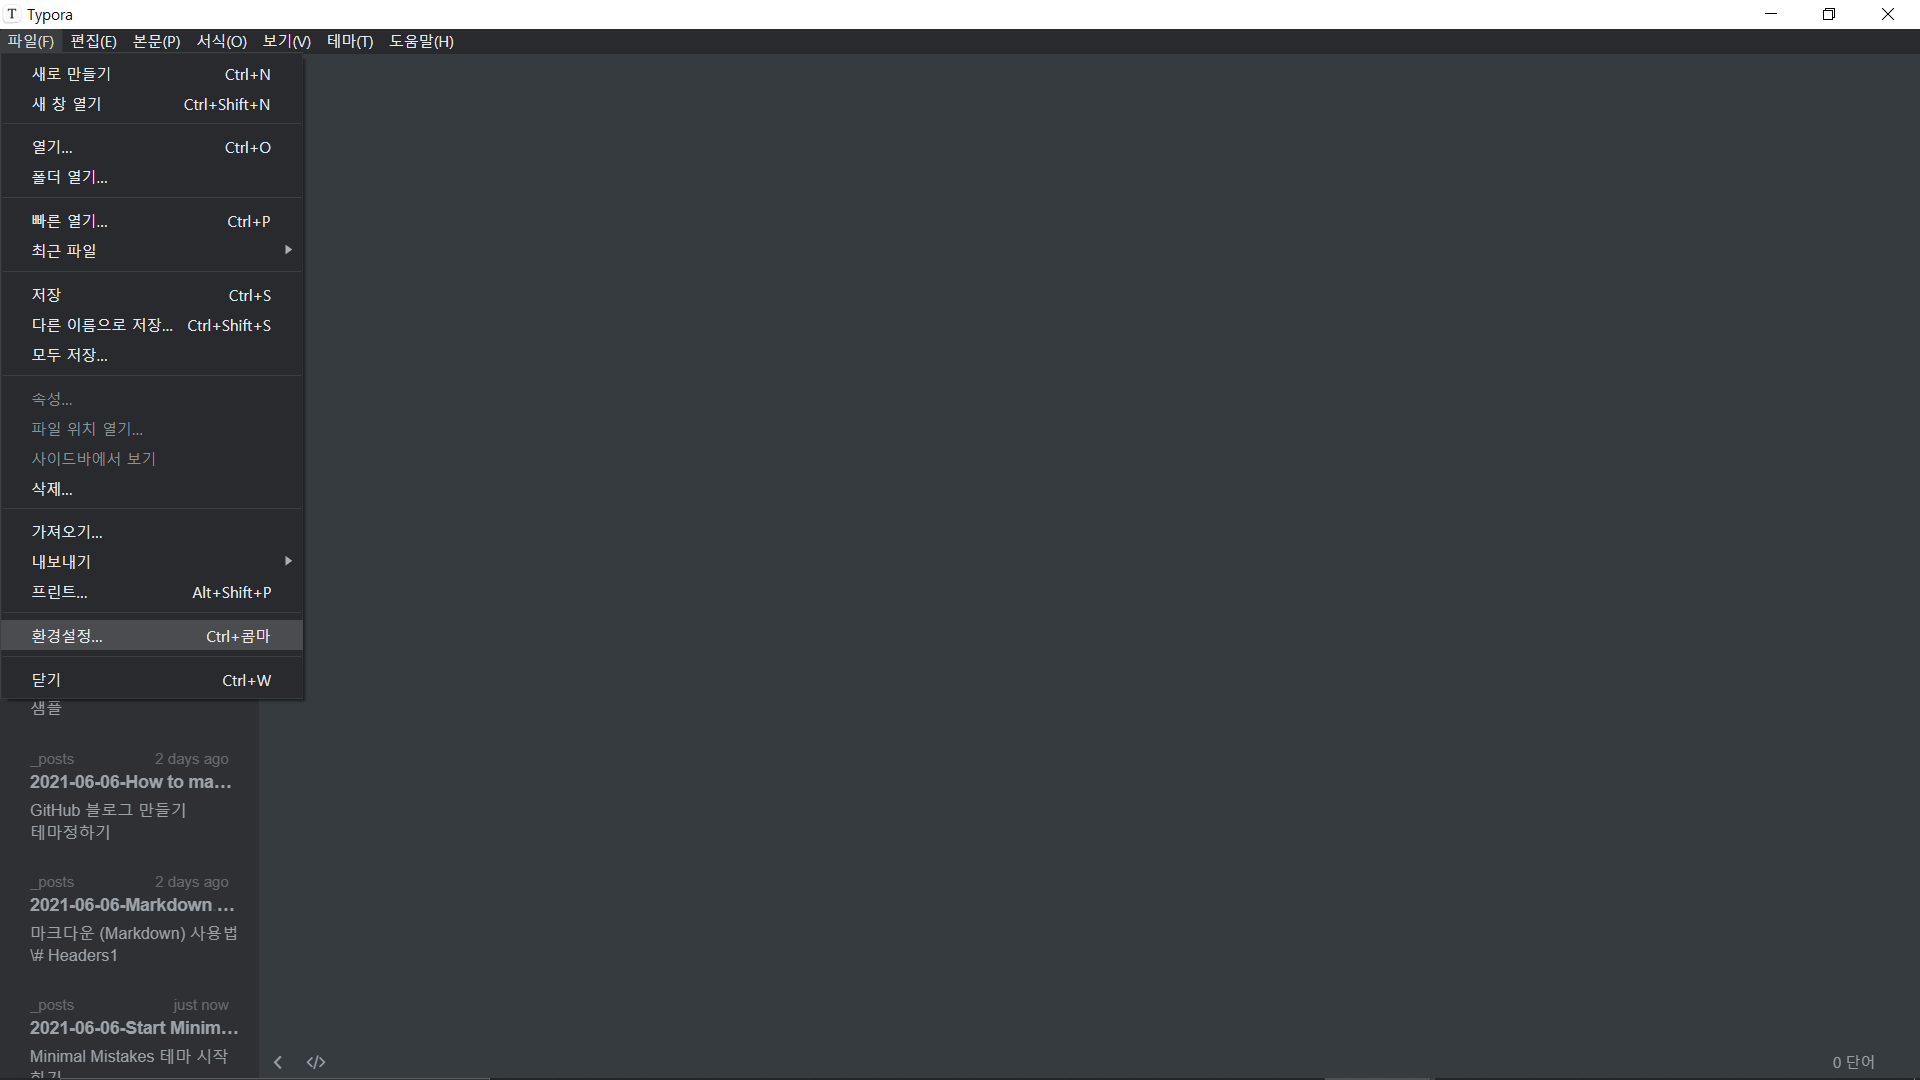 T Typora
파일(F) 편집(E) 본문(P) 서식(O) 보기(V) 테마(T) 도움말(H)
새로 만들기 Ctrl+N
새 창 열기 Ctrl+Shift+N
열기... Ctrl+O
폴더 열기...
빠른 열기... Ctrl+P
최근 파일
저장 Ctrl+S
다른 이름으로 저장... Ctrl+Shift+S
모두 저장...
속성...
파일 위치 열기...
사이드바에서 보기
삭제...
가져오기...
내보내기
프린트... Alt+Shift+P
환경설정... Ctrl+콤마
닫기 Ctrl+W
샘플
_posts 2 days ago
2021-06-06-How to ma...
GitHub 블로그 만들기
테마정하기
_posts 2 days ago
2021-06-06-Markdown ...
마크다운 (Markdown) 사용법
\# Headers1
_posts just now
2021-06-06-Start Minim...
Minimal Mistakes 테마 시작
0 단어